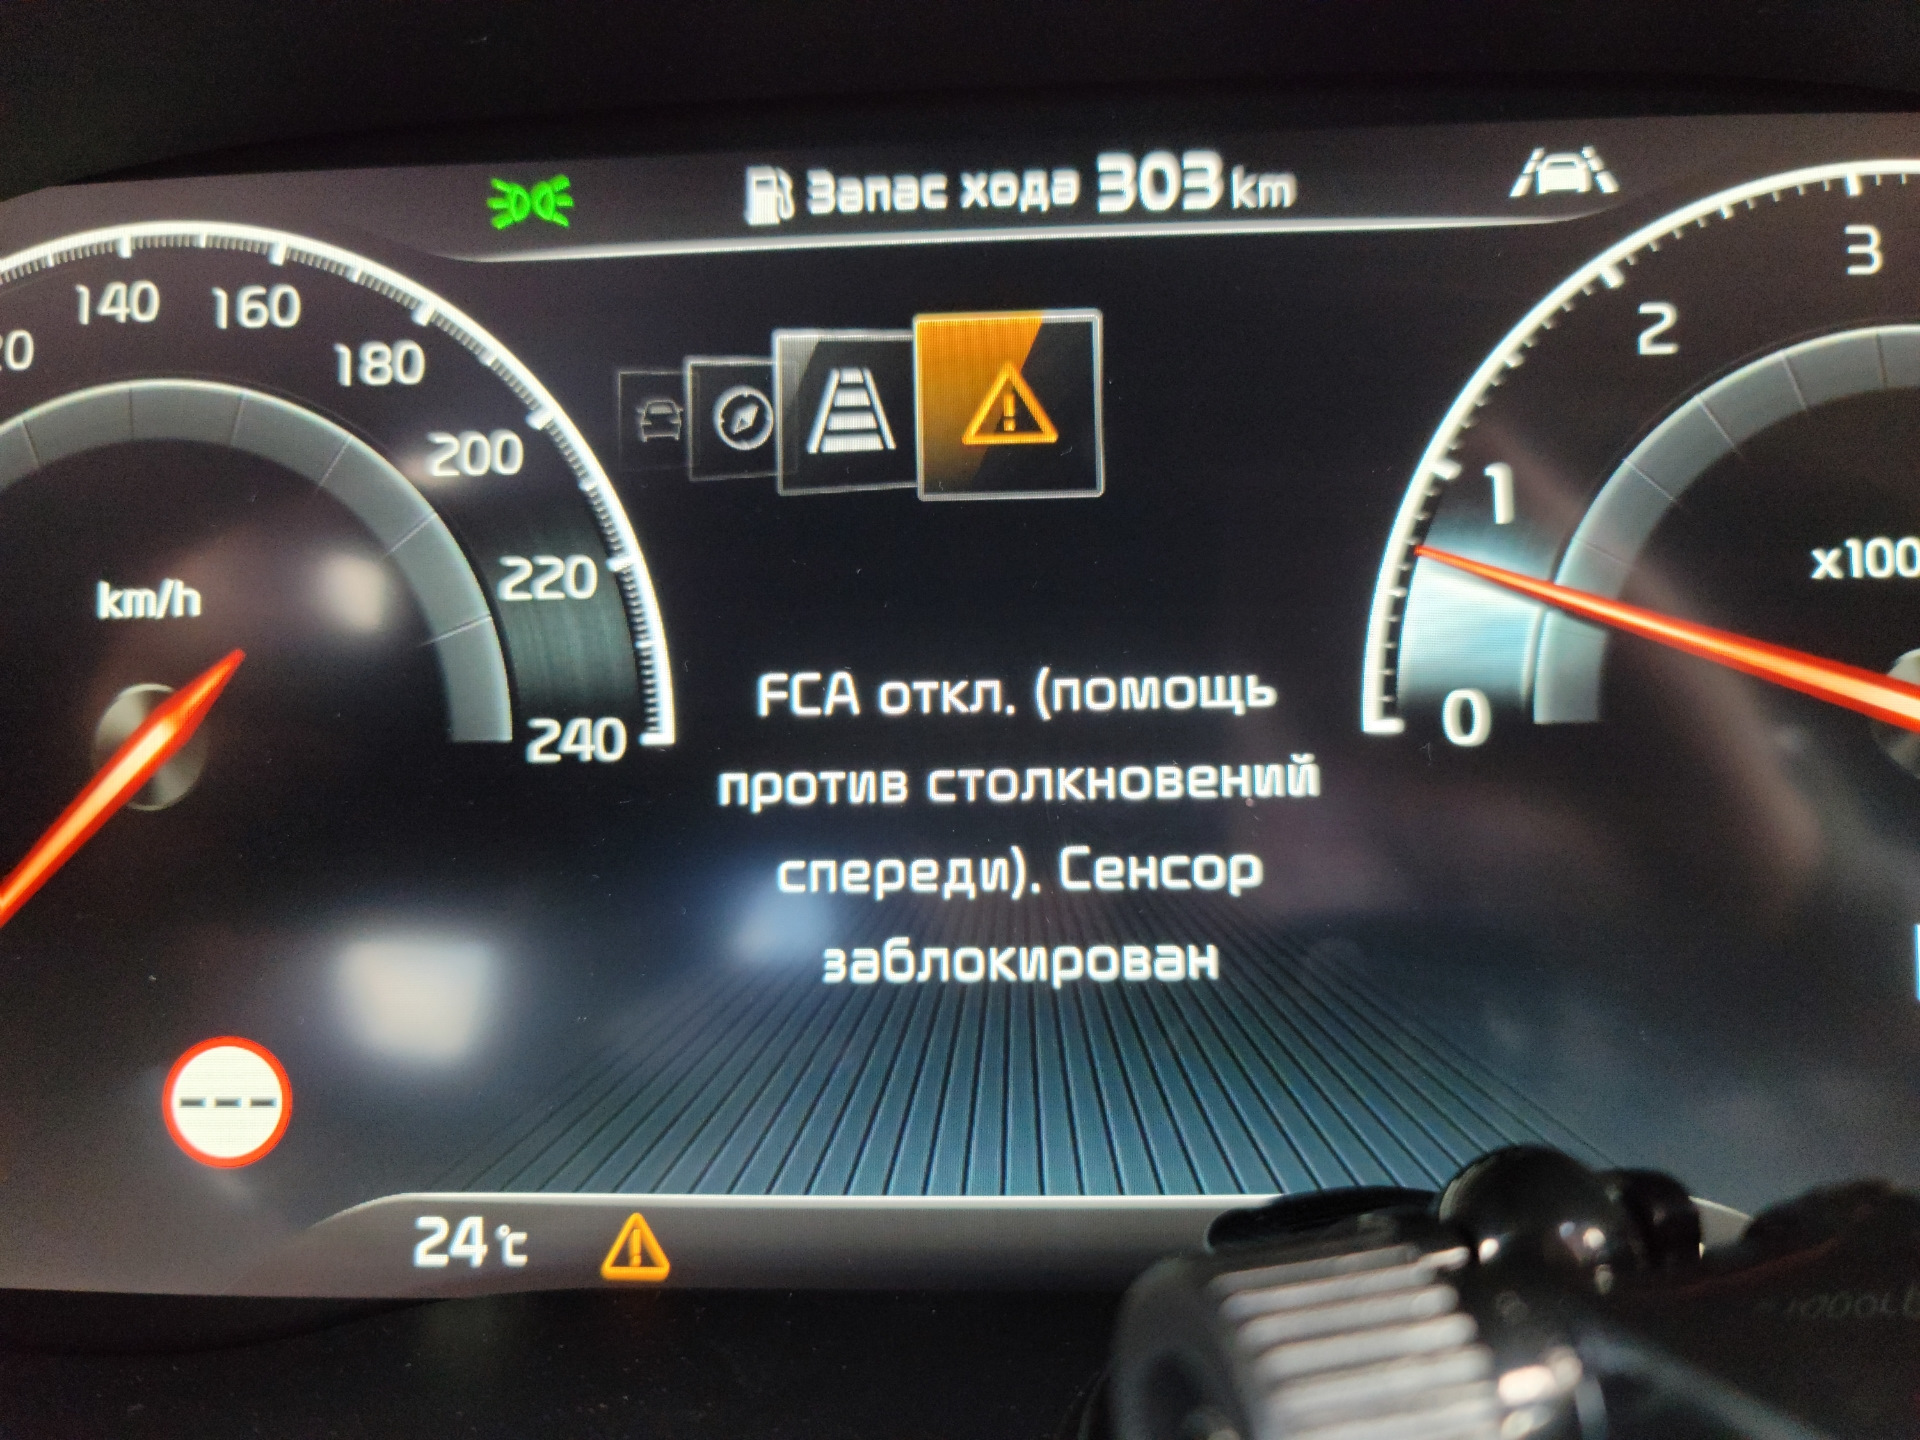 Запас хода 303 km
140
160
180
200
220
240
km/h
3
2
1
0
x100
FCA откл. (помощь
против столкновений
спереди). Сенсор
заблокирован
---
24°C